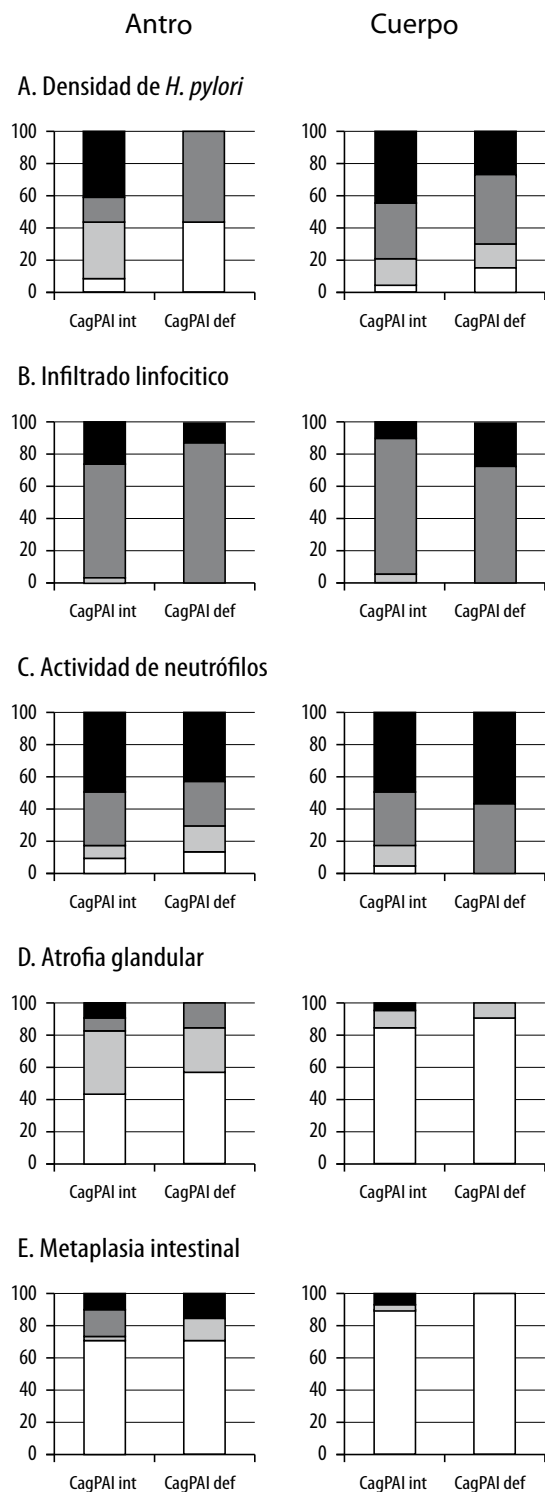 Antro Cuerpo
A. Densidad de H. pylori
100 100
80 80
60 60
40 40
20 20
0 0
CagPAI int CagPAI def CagPAI int CagPAI def
B. Infiltrado linfocitico
100 100
80 80
60 60
40 40
20 20
0 0
CagPAI int CagPAI def CagPAI int CagPAI def
C. Actividad de neutrófilos
100 100
80 80
60 60
40 40
20 20
0 0
CagPAI int CagPAI def CagPAI int CagPAI def
D. Atrofia glandular
100 100
80 80
60 60
40 40
20 20
0 0
CagPAI int CagPAI def CagPAI int CagPAI def
E. Metaplasia intestinal
100 100
80 80
60 60
40 40
20 20
0 0
CagPAI int CagPAI def CagPAI int CagPAI def